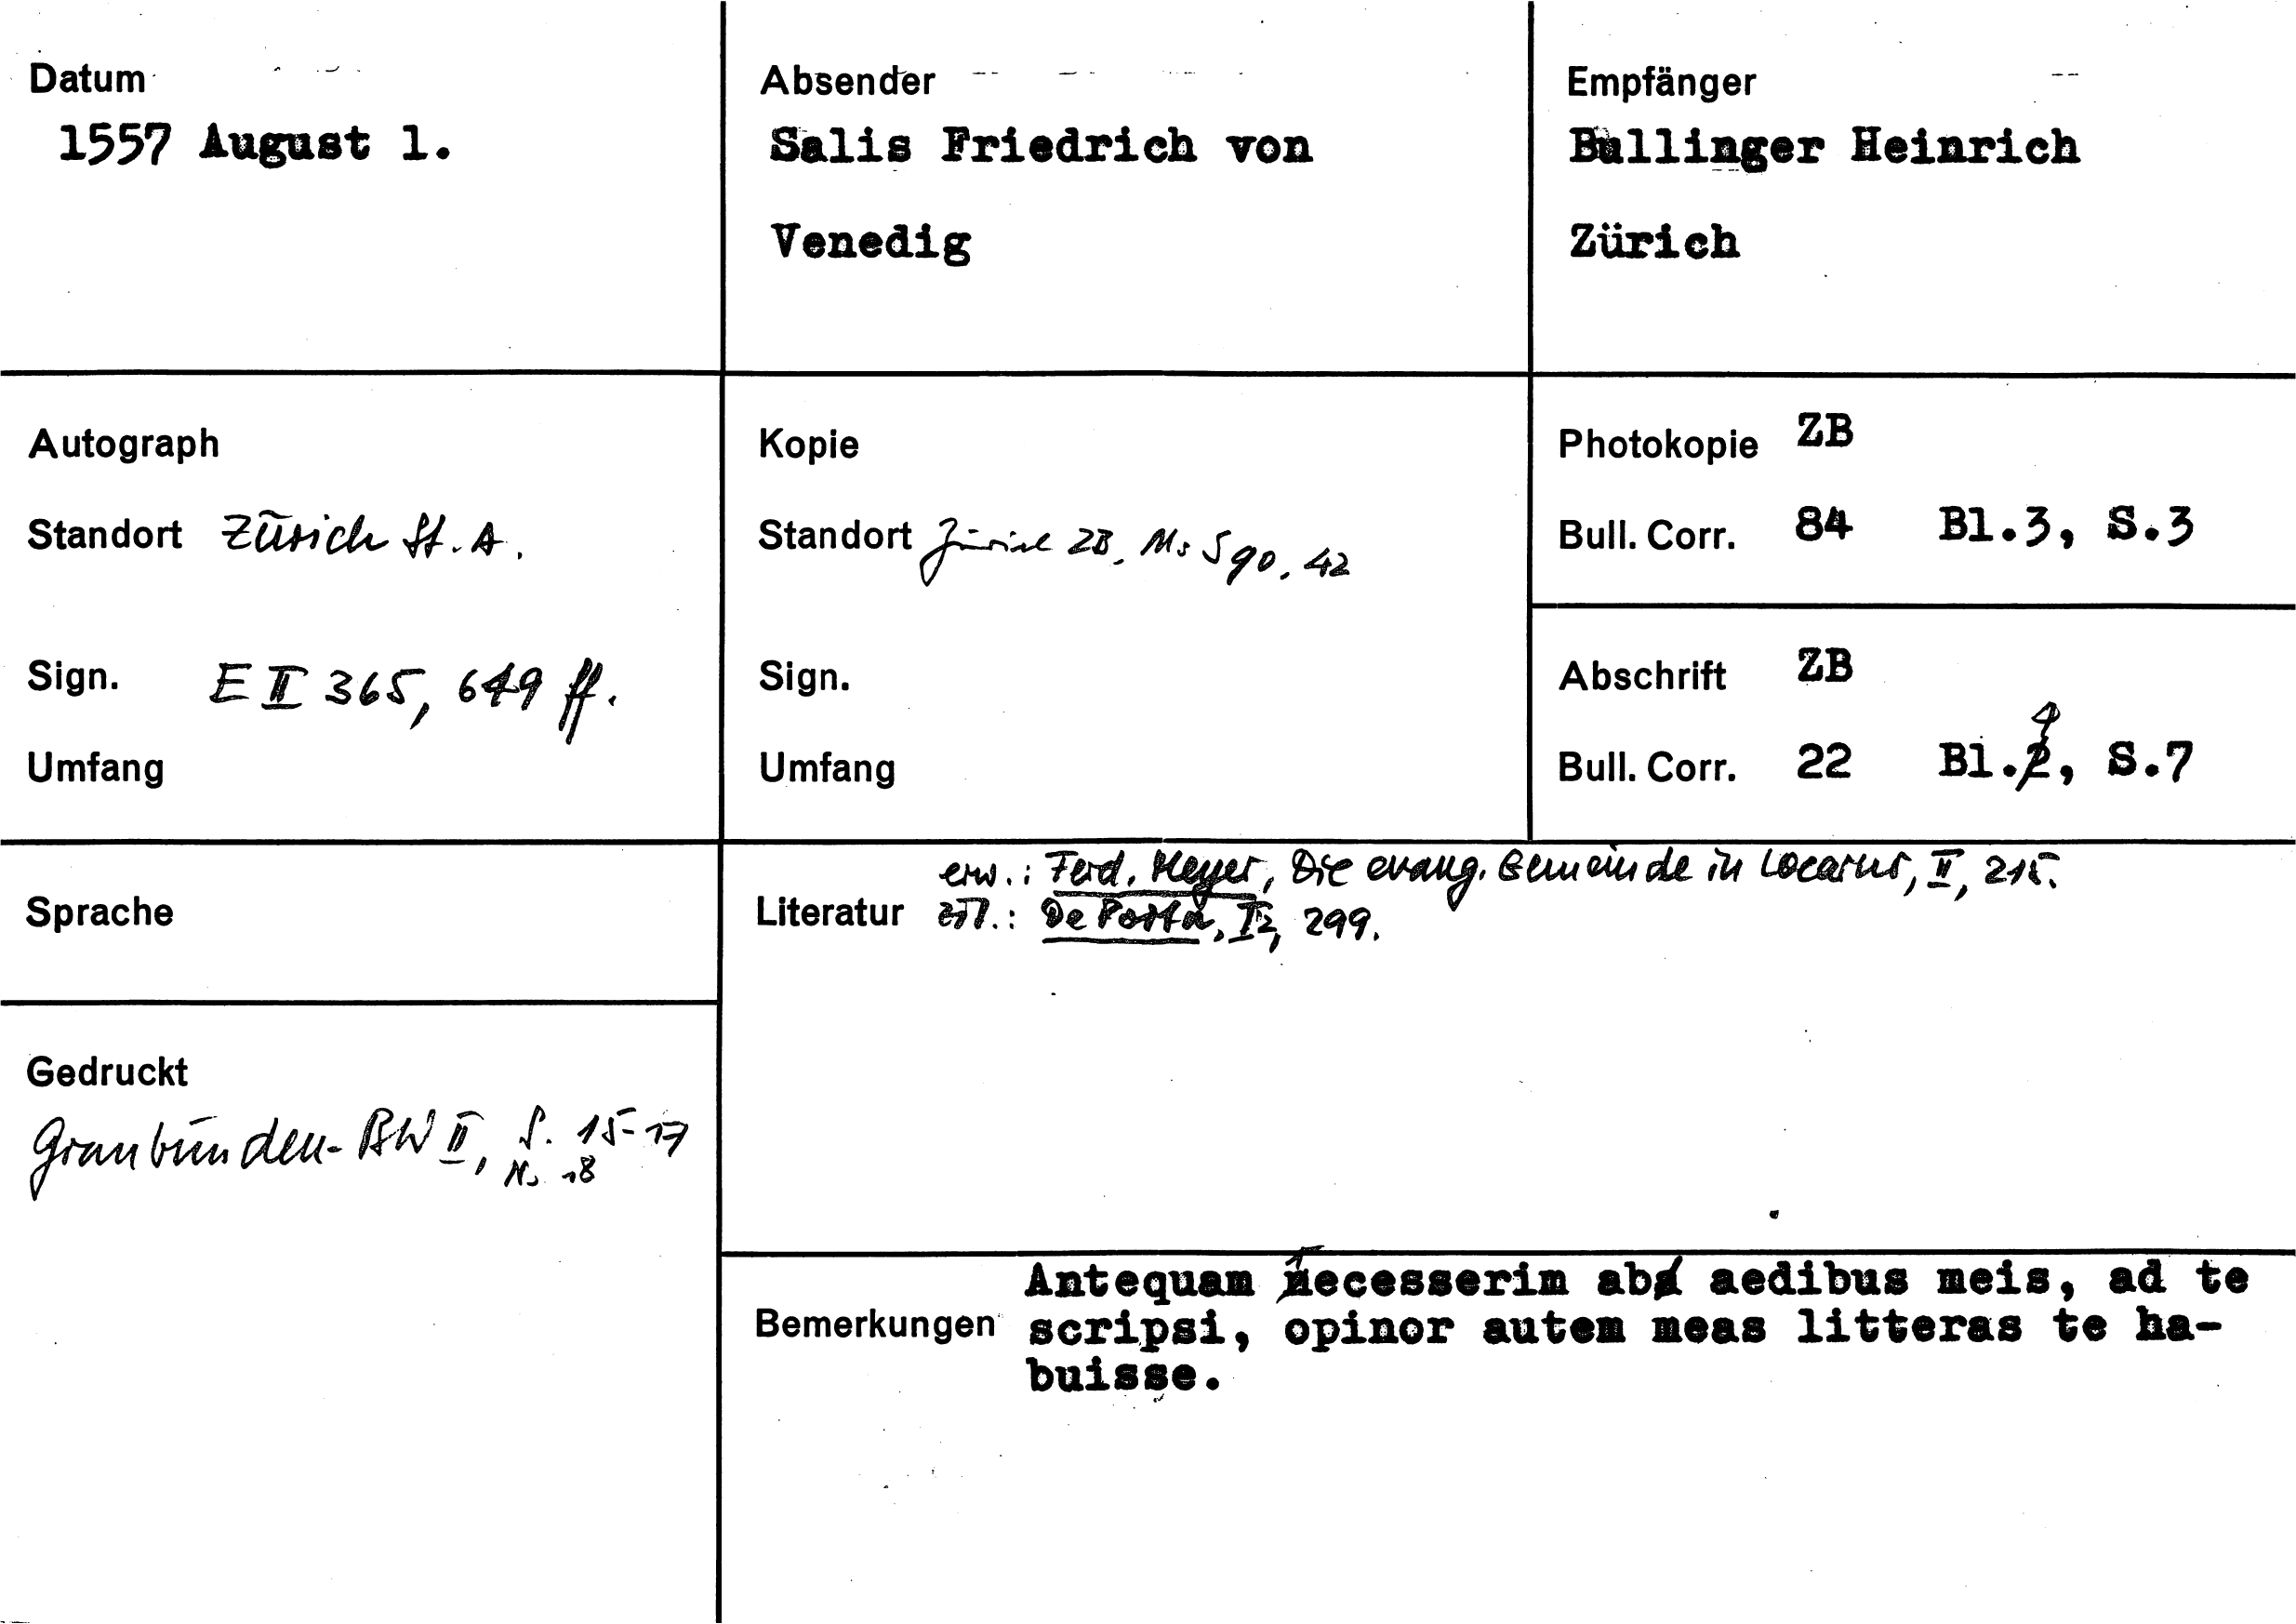 Datum
1557 August 1.
Absender
Salis Friedrich von
Venedig
Empfänger
Bullinger Heinrich
Zürich
Autograph
Standort Zürich St. A.
Sign. E II 365, 649 ff.
Umfang
Kopie
Standort Zürich ZB, Ms S 90, 42
Sign.
Umfang
Photokopie ZB
Bull. Corr. 84 Bl.3, S.3
Abschrift ZB
Bull. Corr. 22 Bl. , S.7
Sprache
Gedruckt
Graubünden-BW II, S. 15-17
No. 18
erw.: Ferd. Meyer, Die evang. Gemeinde in Locarno, II, 215.
Literatur zit.: De Porta, I2, 299.
Bemerkungen
Antequam recesserim ab aedibus meis, ad te
scripsi, opinor autem meas litteras te ha-
buisse.